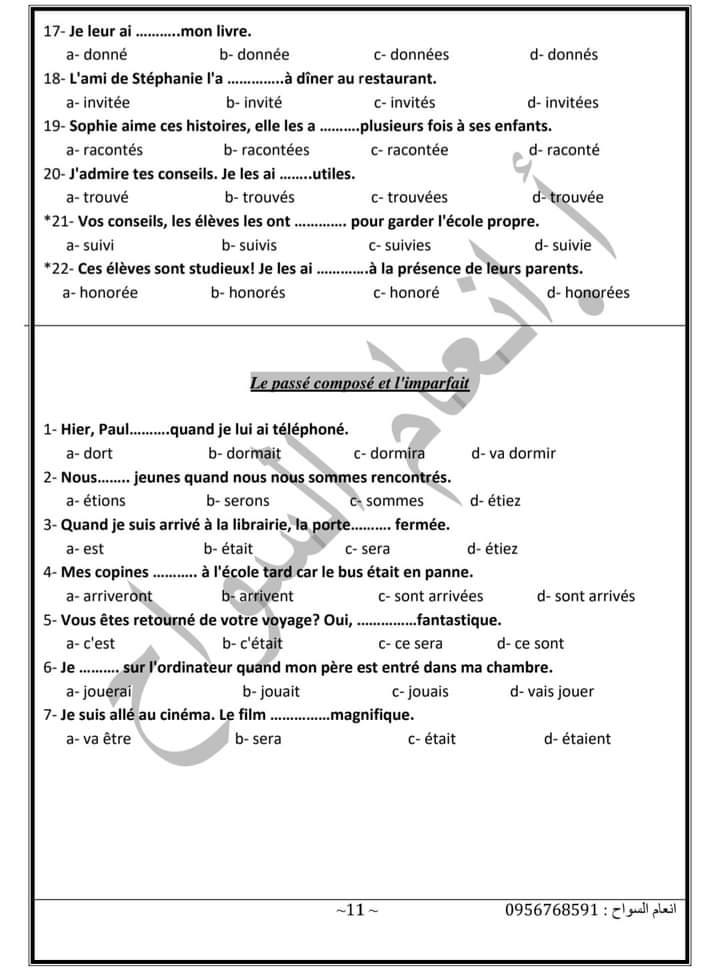 17- Je leur ai ...........mon livre.
a- donné b- donnée c- données d- donnés
18- L'ami de Stéphanie l'a ..............à dîner au restaurant.
a- invitée b- invité c- invités d- invitées
19- Sophie aime ces histoires, elle les a ..........plusieurs fois à ses enfants.
a- racontés b- racontées c- racontée d- raconté
20- J'admire tes conseils. Je les ai ........utiles.
a- trouvé b- trouvés c- trouvées d- trouvée
*21- Vos conseils, les élèves les ont ............. pour garder l'école propre.
a- suivi b- suivis c- suivies d- suivie
*22- Ces élèves sont studieux! Je les ai .............à la présence de leurs parents.
a- honorée b- honorés c- honoré d- honorées
أ. انعام السواح
Le passé composé et l'imparfait
1- Hier, Paul..........quand je lui ai téléphoné.
a- dort b- dormait c- dormira d- va dormir
2- Nous........ jeunes quand nous nous sommes rencontrés.
a- étions b- serons c- sommes d- étiez
3- Quand je suis arrivé à la librairie, la porte.......... fermée.
a- est b- était c- sera d- étiez
4- Mes copines ........... à l'école tard car le bus était en panne.
a- arriveront b- arrivent c- sont arrivées d- sont arrivés
5- Vous êtes retourné de votre voyage? Oui, ...............fantastique.
a- c'est b- c'était c- ce sera d- ce sont
6- Je .......... sur l'ordinateur quand mon père est entré dans ma chambre.
a- jouerai b- jouait c- jouais d- vais jouer
7- Je suis allé au cinéma. Le film ...............magnifique.
a- va être b- sera c- était d- étaient
~11 ~
انعام السواح : 0956768591